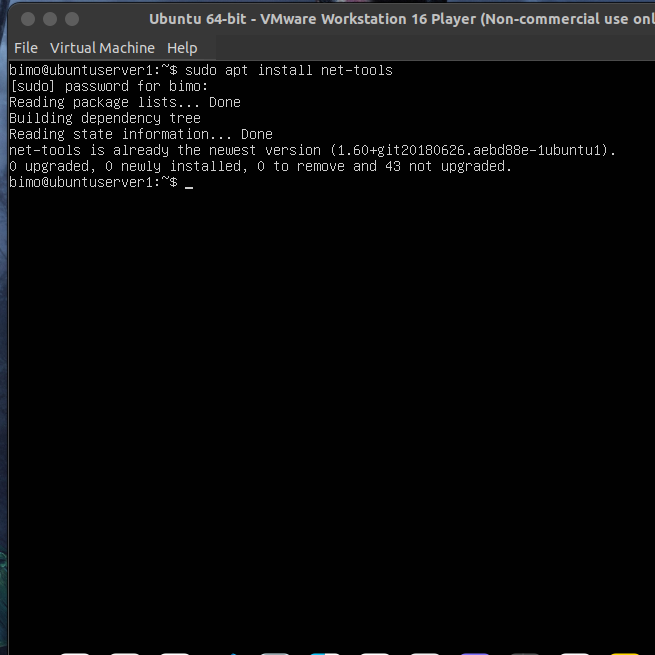 Ubuntu 64-bit - VMware Workstation 16 Player (Non-commercial use onl
File Virtual Machine Help
bimo@ubuntuserver1:~$ sudo apt install net-tools
[sudo] password for bimo:
Reading package lists... Done
Building dependency tree
Reading state information... Done
net-tools is already the newest version (1.60+git20180626.aebd88e-1ubuntu1).
0 upgraded, 0 newly installed, 0 to remove and 43 not upgraded.
bimo@ubuntuserver1:~$ _